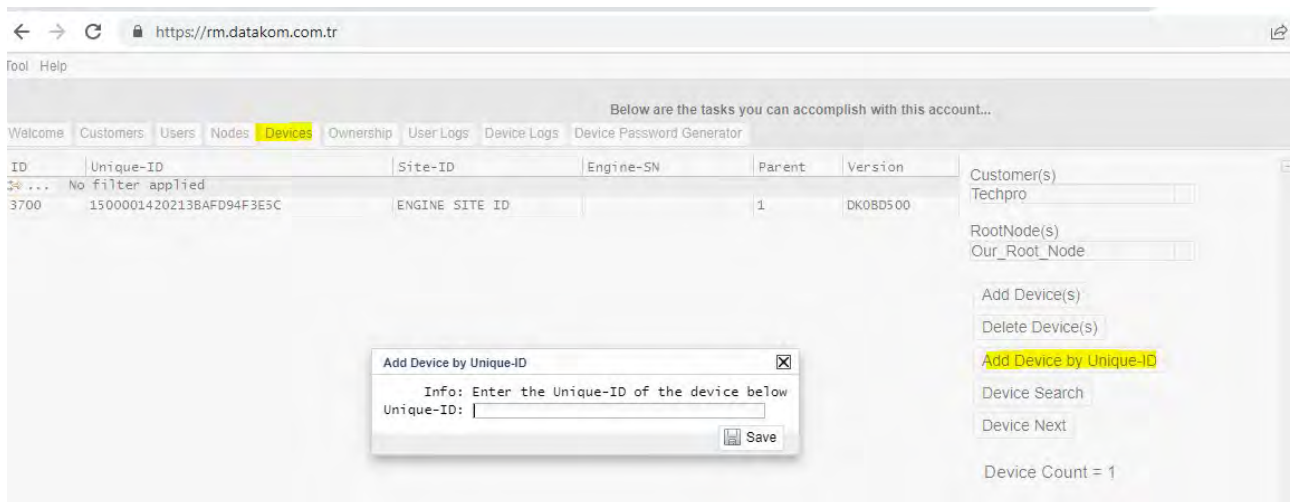 https://rm.datakom.com.tr
Tool Help
Below are the tasks you can accomplish with this account...
Welcome Customers Users Nodes Devices Ownership User Logs Device Logs Device Password Generator
ID Unique-ID Site-ID Engine-SN Parent Version
... No filter applied
3700 1500001420213BAFD94F3E5C ENGINE SITE ID 1 DK0BD500
Customer(s)
Techpro
RootNode(s)
Our_Root_Node
Add Device(s)
Delete Device(s)
Add Device by Unique-ID
Device Search
Device Next
Device Count = 1
Add Device by Unique-ID
Info: Enter the Unique-ID of the device below
Unique-ID:
Save